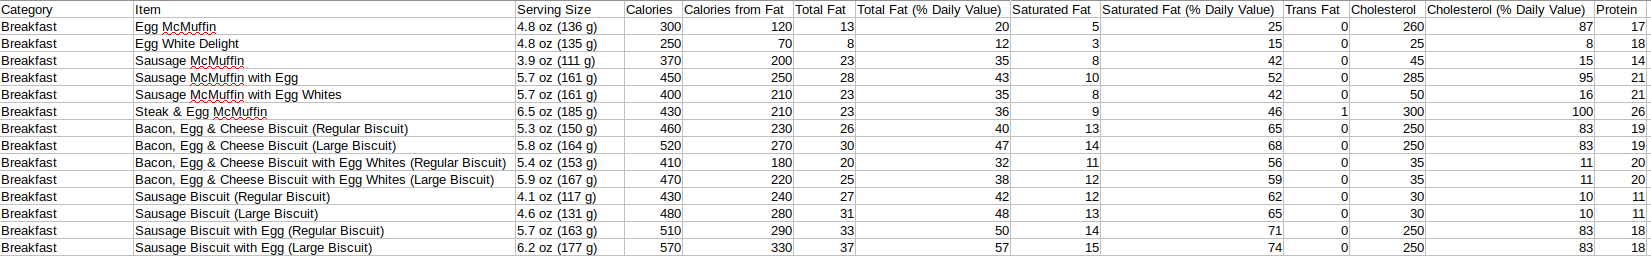 Category Item Serving Size Calories Calories from Fat Total Fat Total Fat (% Daily Value) Saturated Fat Saturated Fat (% Daily Value) Trans Fat Cholesterol Cholesterol (% Daily Value) Protein
Breakfast Egg McMuffin 4.8 oz (136 g) 300 120 13 20 5 25 0 260 87 17
Breakfast Egg White Delight 4.8 oz (135 g) 250 70 8 12 3 15 0 25 8 18
Breakfast Sausage McMuffin 3.9 oz (111 g) 370 200 23 35 8 42 0 45 15 14
Breakfast Sausage McMuffin with Egg 5.7 oz (161 g) 450 250 28 43 10 52 0 285 95 21
Breakfast Sausage McMuffin with Egg Whites 5.7 oz (161 g) 400 210 23 35 8 42 0 50 16 21
Breakfast Steak & Egg McMuffin 6.5 oz (185 g) 430 210 23 36 9 46 1 300 100 26
Breakfast Bacon, Egg & Cheese Biscuit (Regular Biscuit) 5.3 oz (150 g) 460 230 26 40 13 65 0 250 83 19
Breakfast Bacon, Egg & Cheese Biscuit (Large Biscuit) 5.8 oz (164 g) 520 270 30 47 14 68 0 250 83 19
Breakfast Bacon, Egg & Cheese Biscuit with Egg Whites (Regular Biscuit) 5.4 oz (153 g) 410 180 20 32 11 56 0 35 11 20
Breakfast Bacon, Egg & Cheese Biscuit with Egg Whites (Large Biscuit) 5.9 oz (167 g) 470 220 25 38 12 59 0 35 11 20
Breakfast Sausage Biscuit (Regular Biscuit) 4.1 oz (117 g) 430 240 27 42 12 62 0 30 10 11
Breakfast Sausage Biscuit (Large Biscuit) 4.6 oz (131 g) 480 280 31 48 13 65 0 30 10 11
Breakfast Sausage Biscuit with Egg (Regular Biscuit) 5.7 oz (163 g) 510 290 33 50 14 71 0 250 83 18
Breakfast Sausage Biscuit with Egg (Large Biscuit) 6.2 oz (177 g) 570 330 37 57 15 74 0 250 83 18